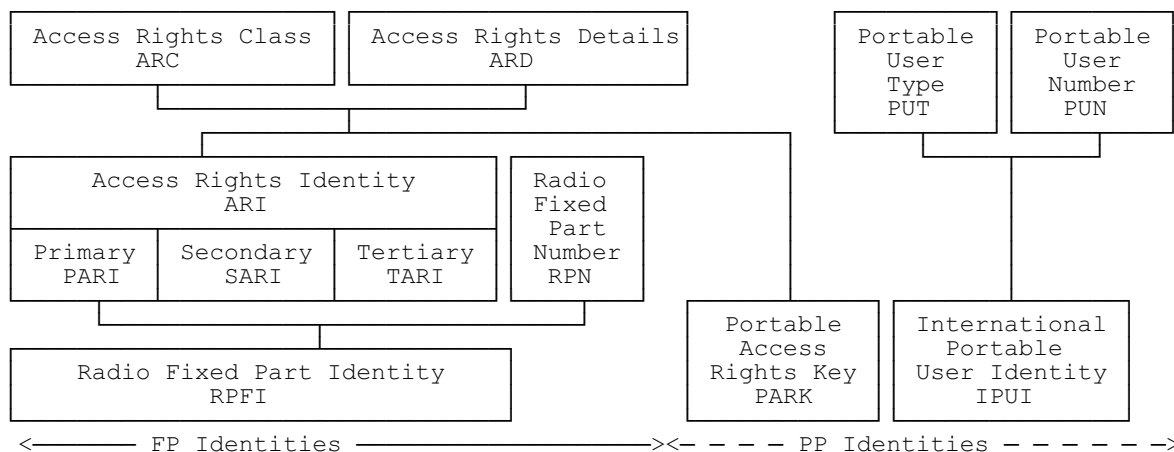 Access Rights Class
ARC
Access Rights Details
ARD
Portable
User
Type
PUT
Portable
User
Number
PUN
Access Rights Identity
ARI
Radio
Fixed
Part
Number
RPN
Primary
PARI
Secondary
SARI
Tertiary
TARI
Portable
Access
Rights Key
PARK
International
Portable
User Identity
IPUI
Radio Fixed Part Identity
RPFI
FP Identities
PP Identities